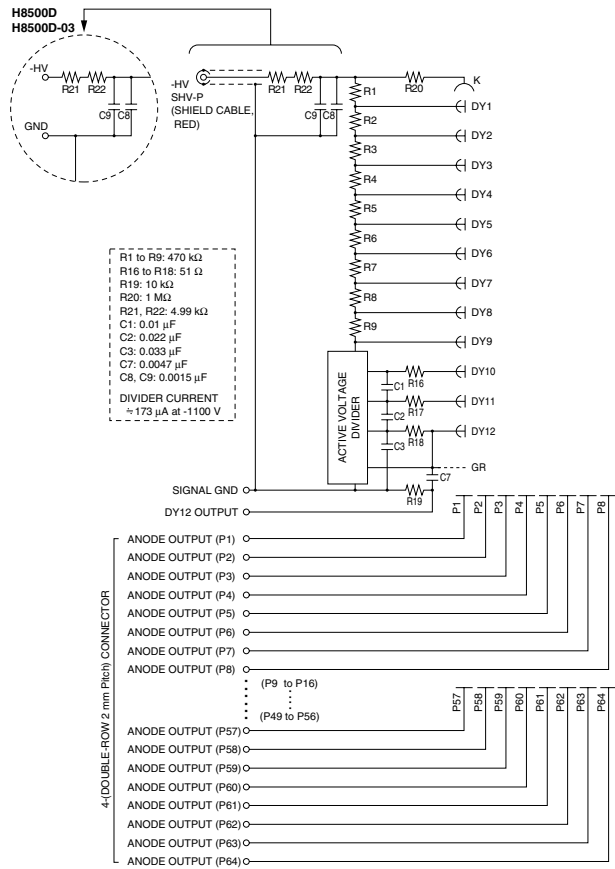 H8500D
H8500D-03
-HV
R21
R22
C9
C8
GND
-HV
SHV-P
(SHIELD CABLE,
RED)
R21
R22
C9
C8
R1
R20
K
DY1
R2
DY2
R3
DY3
R4
DY4
R5
DY5
R6
DY6
R7
DY7
R8
DY8
R9
DY9
R1 to R9: 470 kΩ
R16 to R18: 51 Ω
R19: 10 kΩ
R20: 1 MΩ
R21, R22: 4.99 kΩ
C1: 0.01 µF
C2: 0.022 µF
C3: 0.033 µF
C7: 0.0047 µF
C8, C9: 0.0015 µF
DIVIDER CURRENT
≒ 173 µA at -1100 V
ACTIVE VOLTAGE
DIVIDER
C1
R16
DY10
C2
R17
DY11
C3
R18
DY12
GR
C7
R19
SIGNAL GND
DY12 OUTPUT
P1
P2
P3
P4
P5
P6
P7
P8
4-(DOUBLE-ROW 2 mm Pitch) CONNECTOR
ANODE OUTPUT (P1)
ANODE OUTPUT (P2)
ANODE OUTPUT (P3)
ANODE OUTPUT (P4)
ANODE OUTPUT (P5)
ANODE OUTPUT (P6)
ANODE OUTPUT (P7)
ANODE OUTPUT (P8)
(P9 to P16)
(P49 to P56)
P57
P58
P59
P60
P61
P62
P63
P64
ANODE OUTPUT (P57)
ANODE OUTPUT (P58)
ANODE OUTPUT (P59)
ANODE OUTPUT (P60)
ANODE OUTPUT (P61)
ANODE OUTPUT (P62)
ANODE OUTPUT (P63)
ANODE OUTPUT (P64)